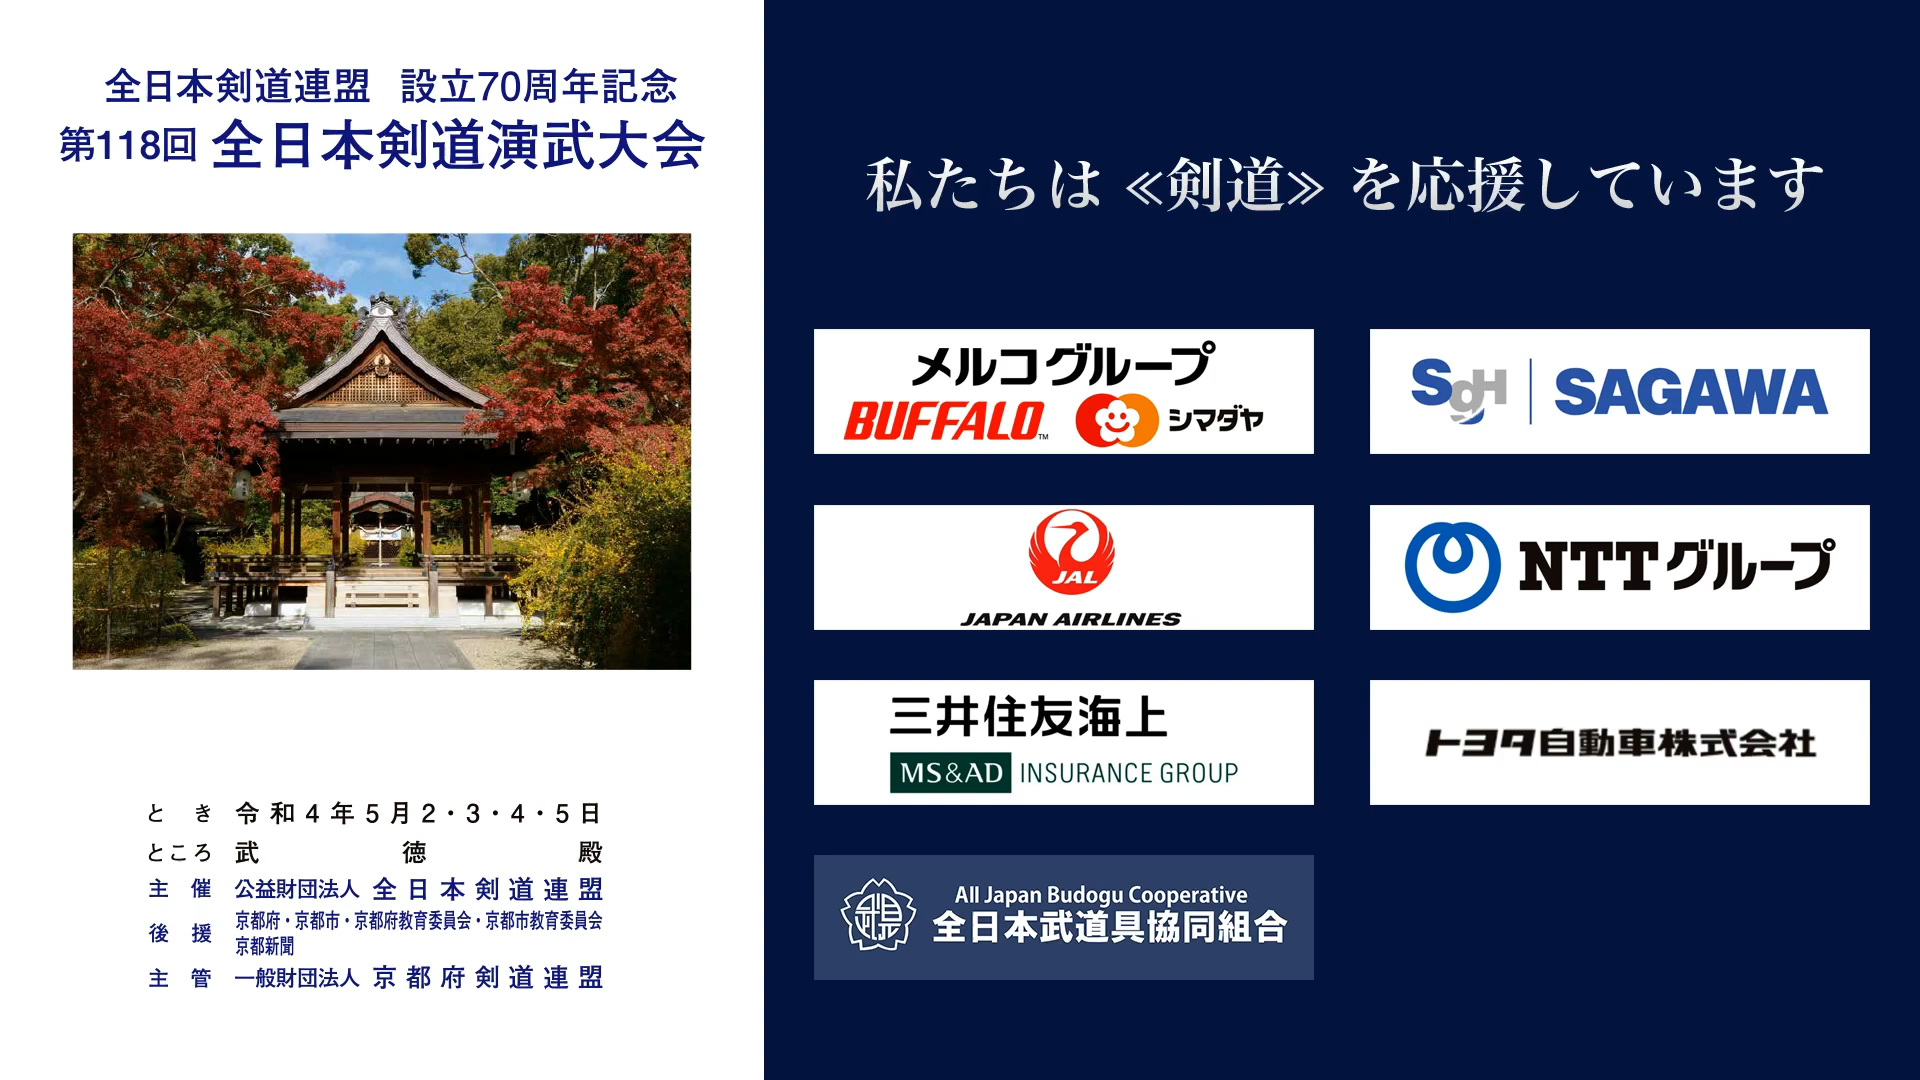 全日本剣道連盟 設立70周年記念
第118回 全日本剣道演武大会
とき 令和4年5月2・3・4・5日
ところ 武徳殿
主催 公益財団法人 全日本剣道連盟
後援 京都府・京都市・京都府教育委員会・京都市教育委員会
京都新聞
主管 一般財団法人 京都府剣道連盟
私たちは ≪剣道≫ を応援しています
メルコグループ
BUFFALO™ シマダヤ
SGH SAGAWA
JAL
JAPAN AIRLINES
NTTグループ
三井住友海上
MS&AD INSURANCE GROUP
トヨタ自動車株式会社
All Japan Budogu Cooperative
全日本武道具協同組合